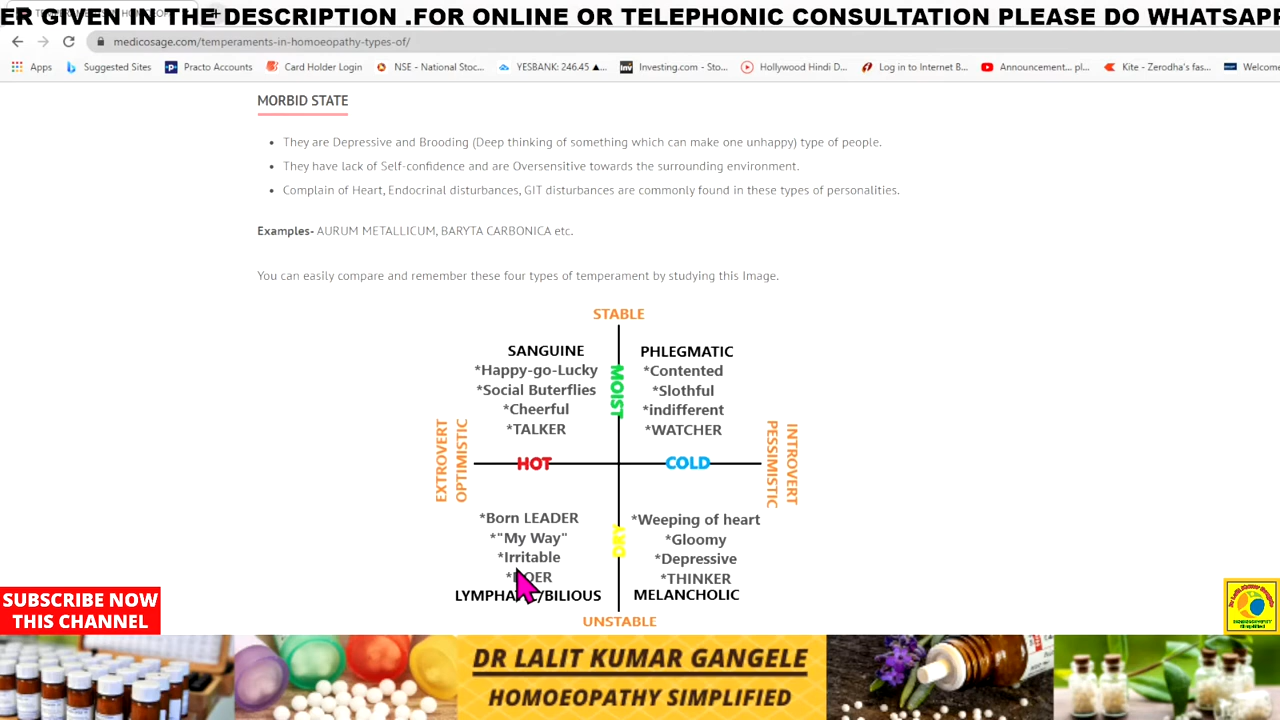 ER GIVEN IN THE DESCRIPTION .FOR ONLINE OR TELEPHONIC CONSULTATION PLEASE DO WHATSAPP
medicosage.com/temperaments-in-homoeopathy-types-of/
Apps Suggested Sites Practo Accounts Card Holder Login NSE - National Stoc... YESBANK: 246.45 ▲... Investing.com - Sto... Hollywood Hindi D... Log in to Internet B... Announcement... pl... Kite - Zerodha's fas... Welcome
MORBID STATE
• They are Depressive and Brooding (Deep thinking of something which can make one unhappy) type of people.
• They have lack of Self-confidence and are Oversensitive towards the surrounding environment.
• Complain of Heart, Endocrinal disturbances, GIT disturbances are commonly found in these types of personalities.
Examples- AURUM METALLICUM, BARYTA CARBONICA etc.
You can easily compare and remember these four types of temperament by studying this Image.
STABLE
SANGUINE
*Happy-go-Lucky
*Social Buterflies
*Cheerful
*TALKER
PHLEGMATIC
*Contented
*Slothful
*indifferent
*WATCHER
MOIST
EXTROVERT
OPTIMISTIC
HOT
COLD
INTROVERT
PESSIMISTIC
*Born LEADER
*"My Way"
*Irritable
DRY
*Weeping of heart
*Gloomy
*Depressive
*THINKER
MELANCHOLIC
UNSTABLE
SUBSCRIBE NOW
THIS CHANNEL
DR LALIT KUMAR GANGELE
HOMOEOPATHY SIMPLIFIED